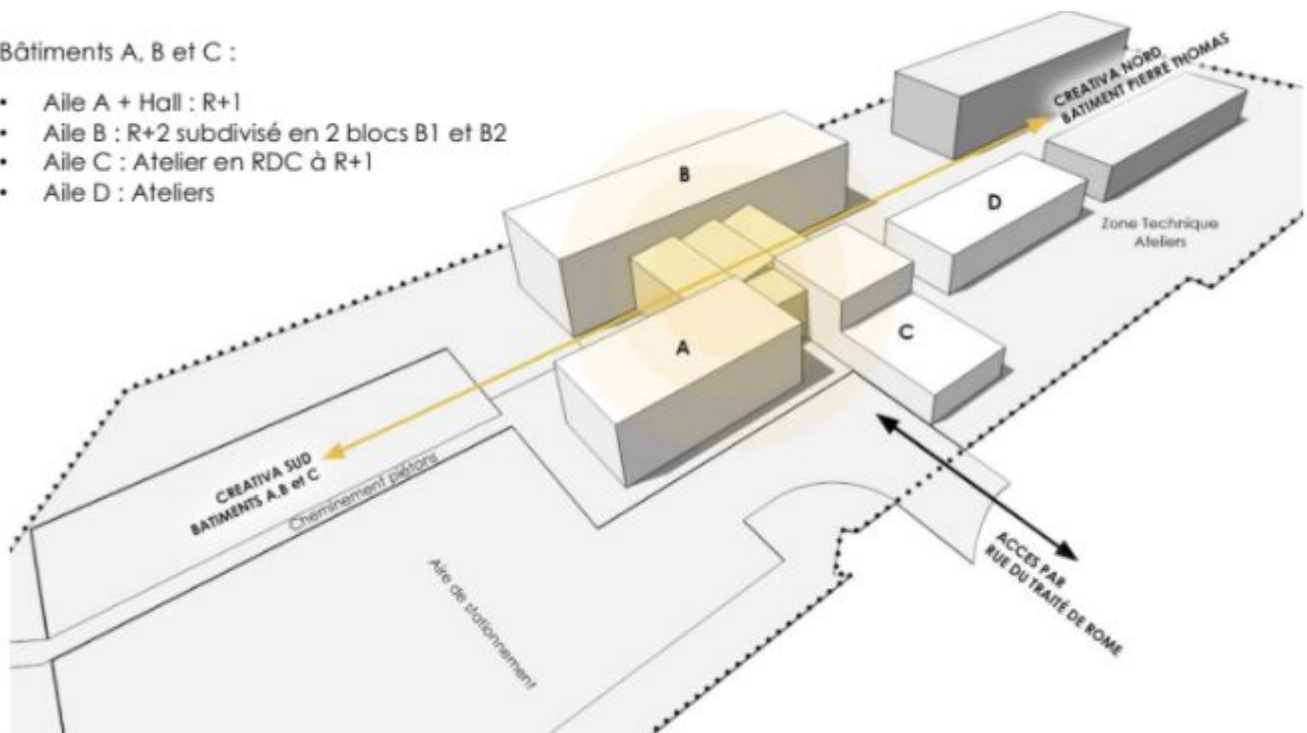 Bâtiments A, B et C :
• Aile A + Hall : R+1
• Aile B : R+2 subdivisé en 2 blocs B1 et B2
• Aile C : Atelier en RDC à R+1
• Aile D : Ateliers
CREATIVA NORD
BATIMENT PIERRE THOMAS
B
D
Zone Technique
Ateliers
A
C
CREATIVA SUD
BATIMENTS A,B et C
Cheminement piétons
Aire de stationnement
ACCES PAR
RUE DU TRAITÉ DE ROME